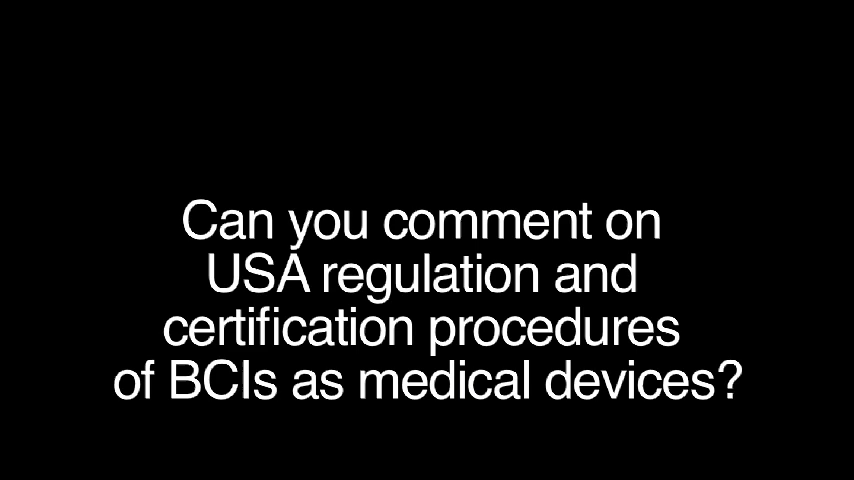 Can you comment on
USA regulation and
certification procedures
of BCIs as medical devices?